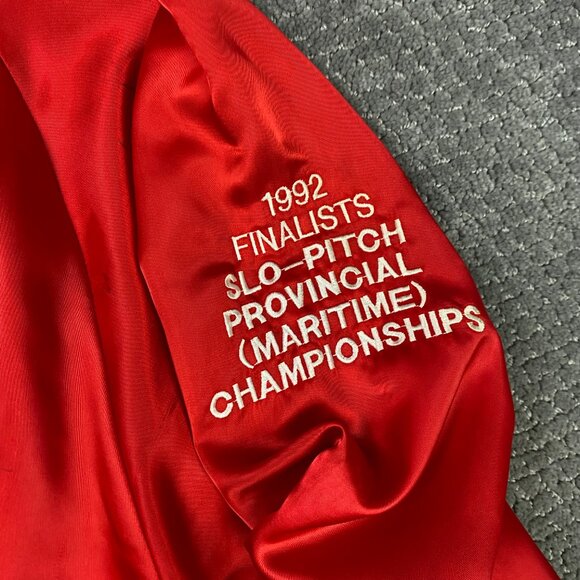 1992
FINALISTS
SLO-PITCH
PROVINCIAL
(MARITIME)
CHAMPIONSHIPS